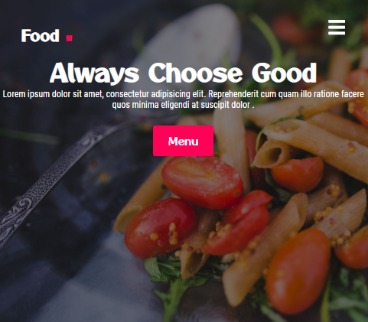 Food
Always Choose Good
Lorem ipsum dolor sit amet, consectetur adipisicing elit. Reprehenderit cum quam illo ratione facere
quos minima eligendi at suscipit dolor .
Menu